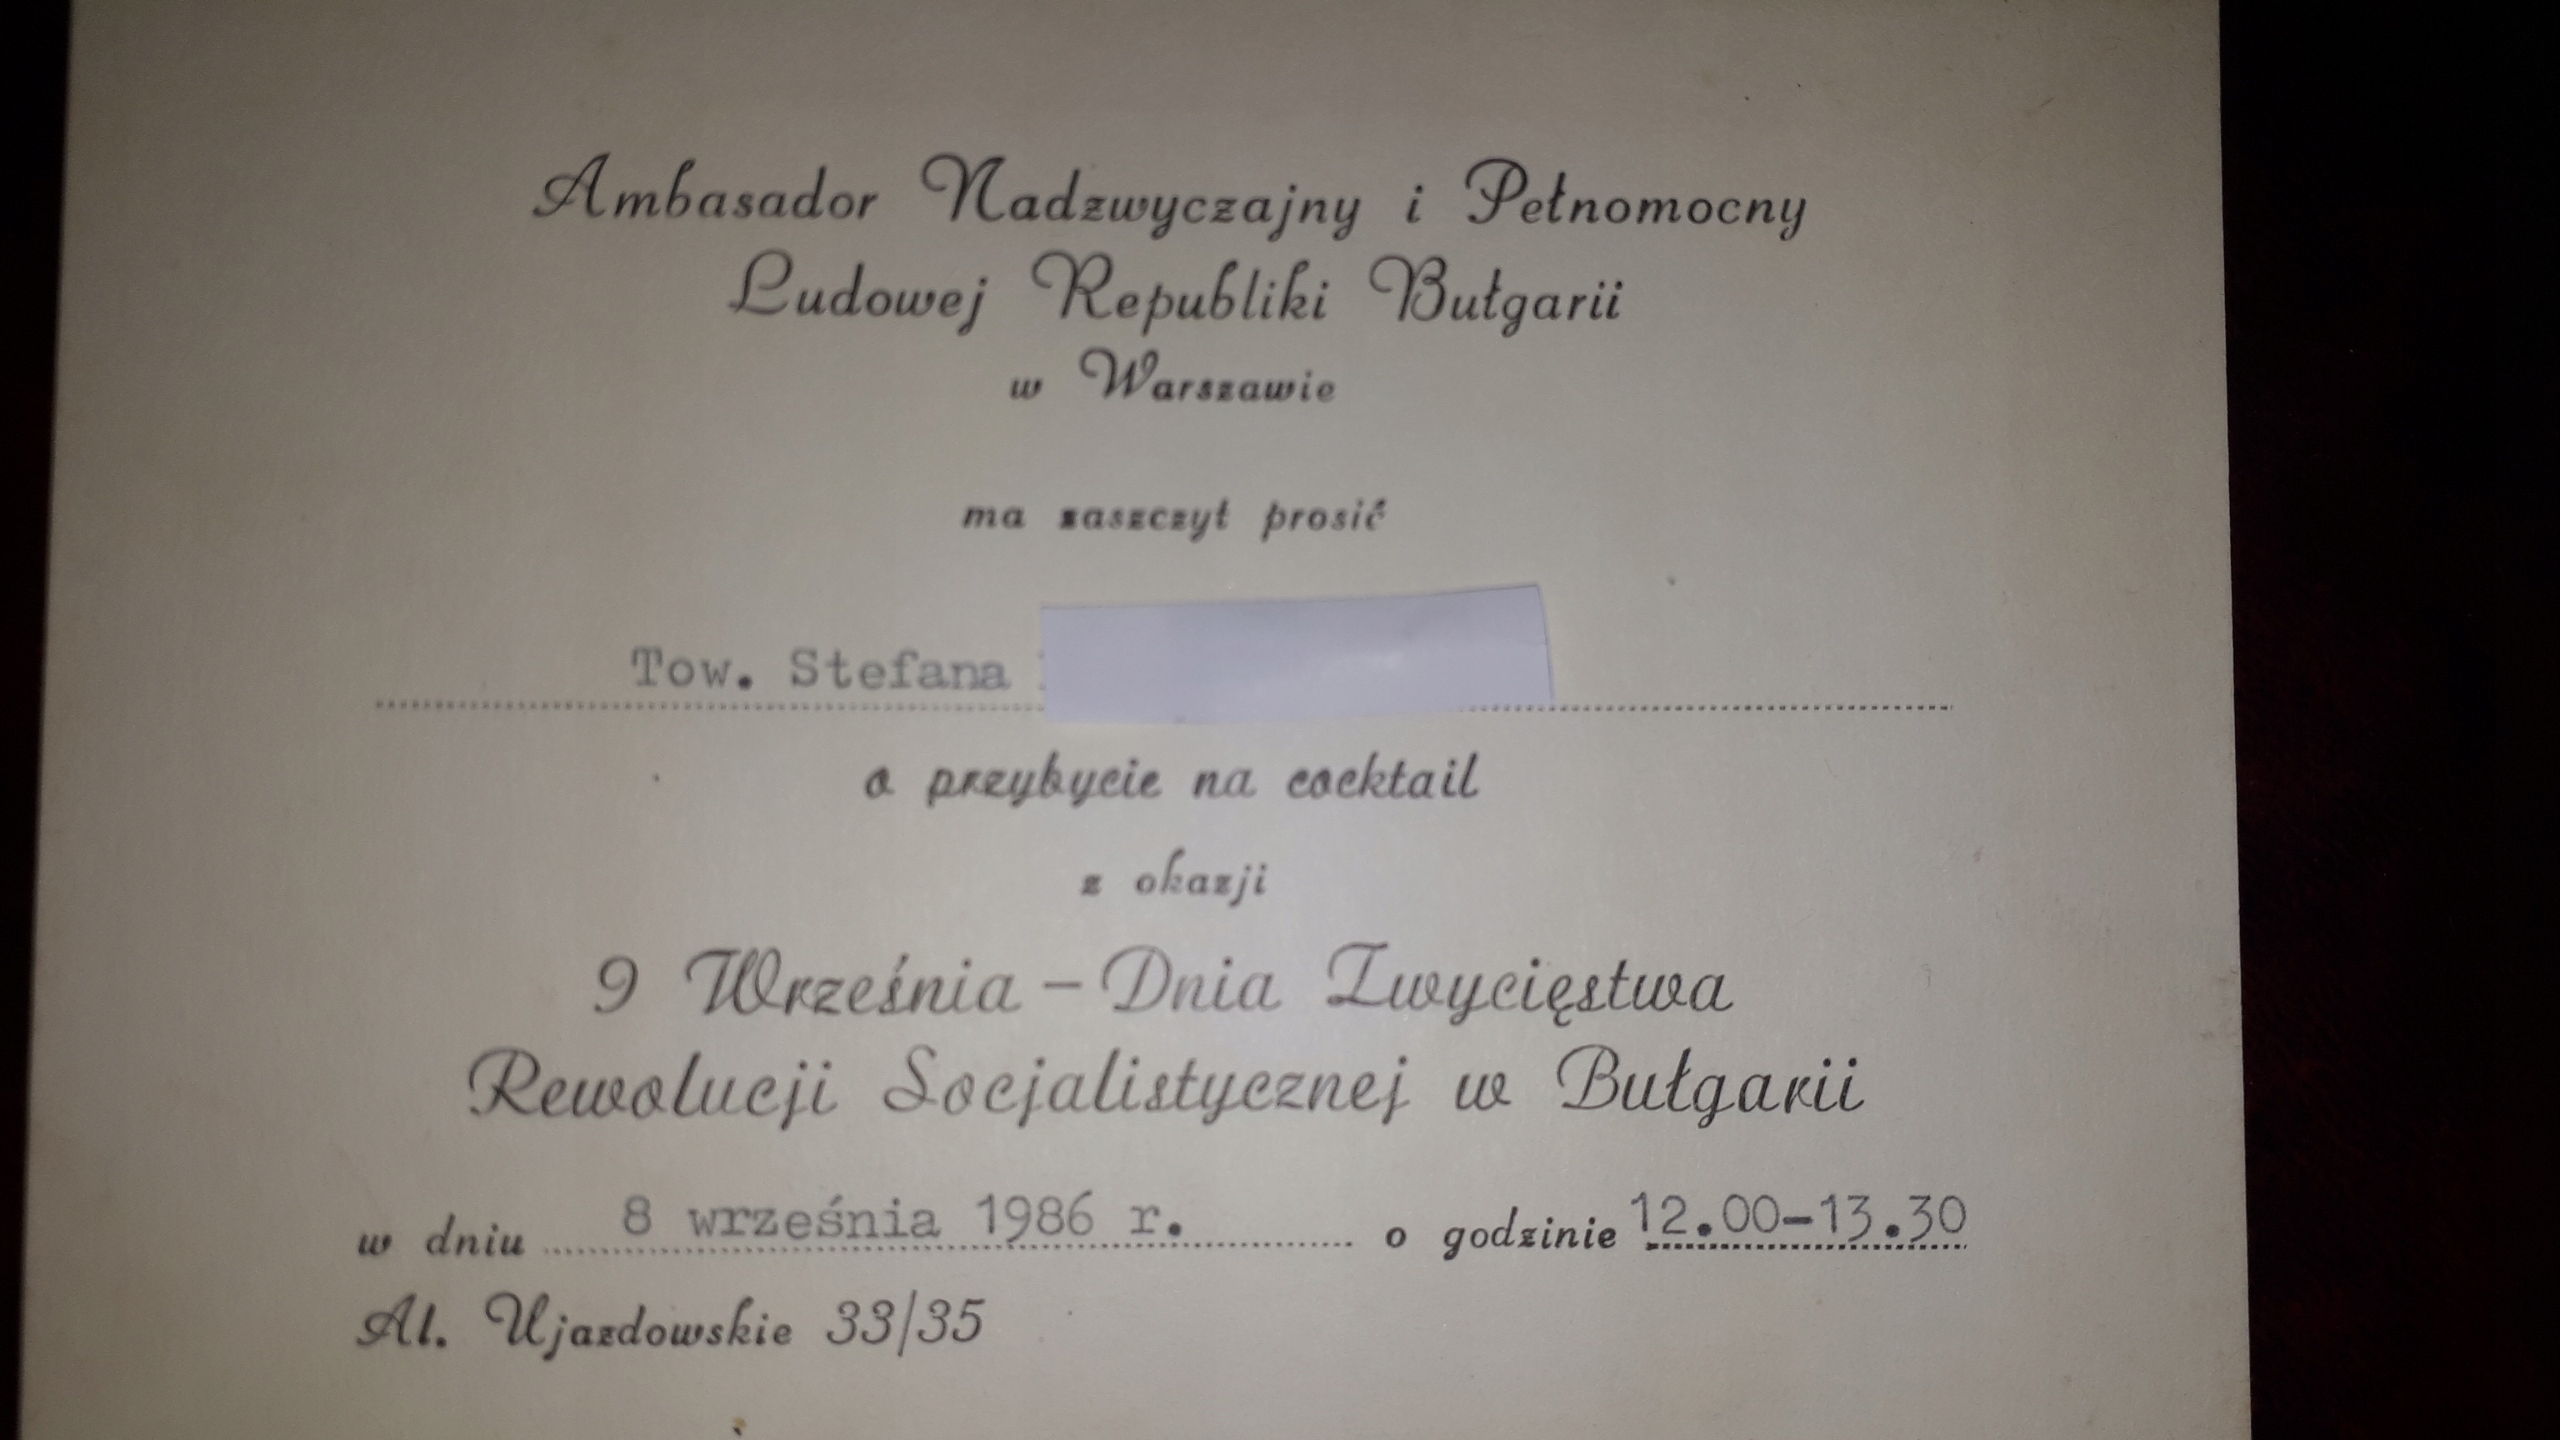 Ambasador Nadzwyczajny i Pełnomocny
Ludowej Republiki Bułgarii
w Warszawie
ma zaszczyt prosić
Tow. Stefana
o przybycie na cocktail
z okazji
9 Września – Dnia Zwycięstwa
Rewolucji Socjalistycznej w Bułgarii
w dniu 8 września 1986 r. o godzinie 12.00-13.30
Al. Ujazdowskie 33/35